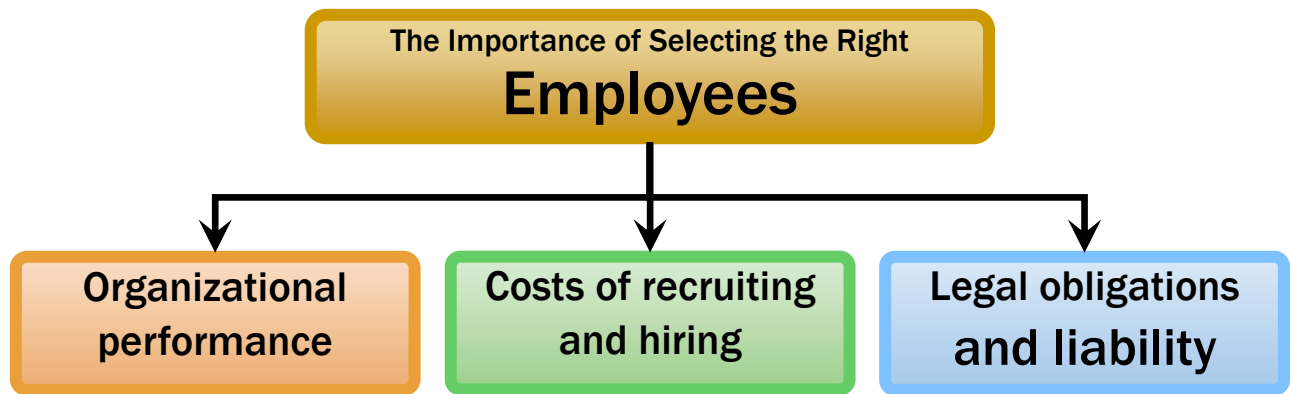 The Importance of Selecting the Right
Employees
Organizational
performance
Costs of recruiting
and hiring
Legal obligations
and liability